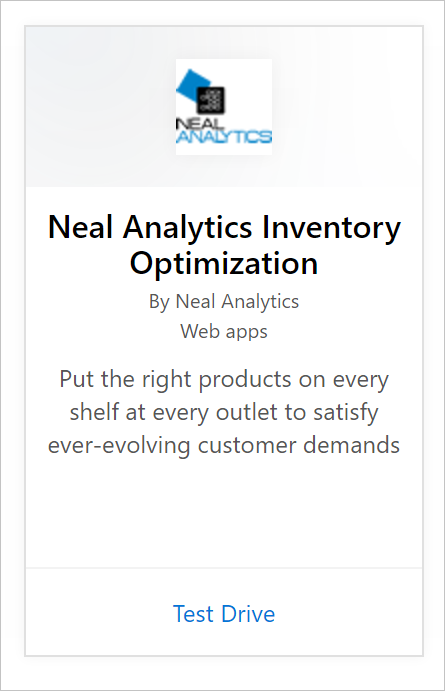 NEAL
ANALYTICS
Neal Analytics Inventory
Optimization
By Neal Analytics
Web apps
Put the right products on every
shelf at every outlet to satisfy
ever-evolving customer demands
Test Drive